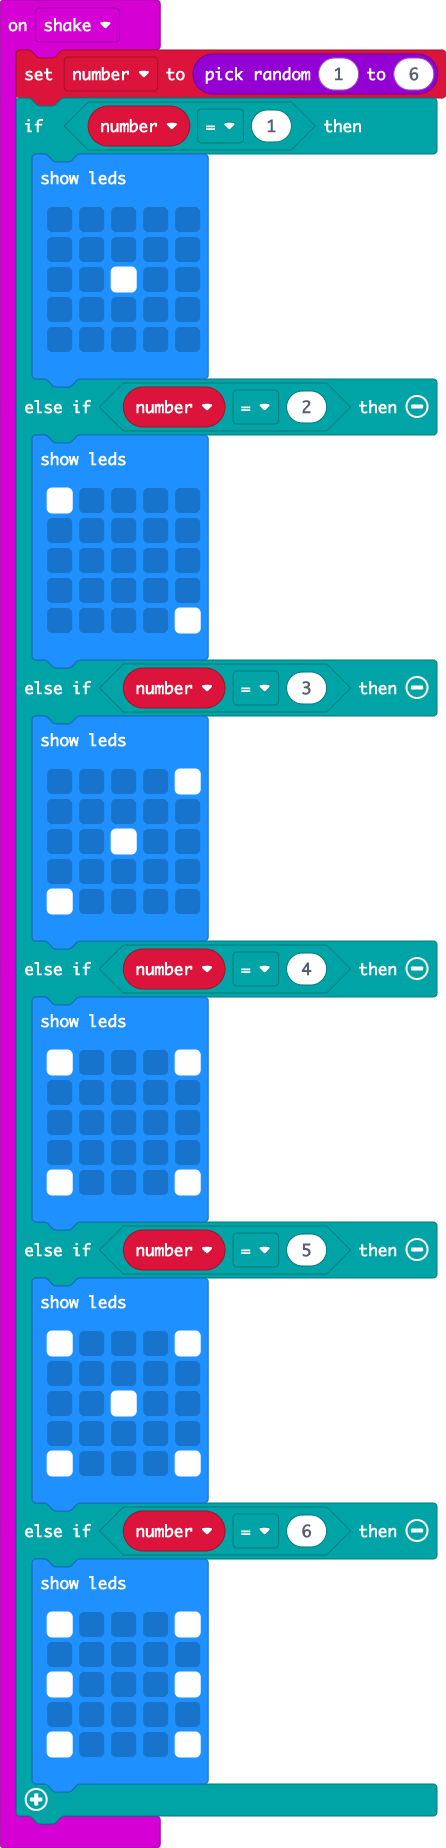 on shake
set number to pick random 1 to 6
if number = 1 then
show leds
else if number = 2 then
show leds
else if number = 3 then
show leds
else if number = 4 then
show leds
else if number = 5 then
show leds
else if number = 6 then
show leds